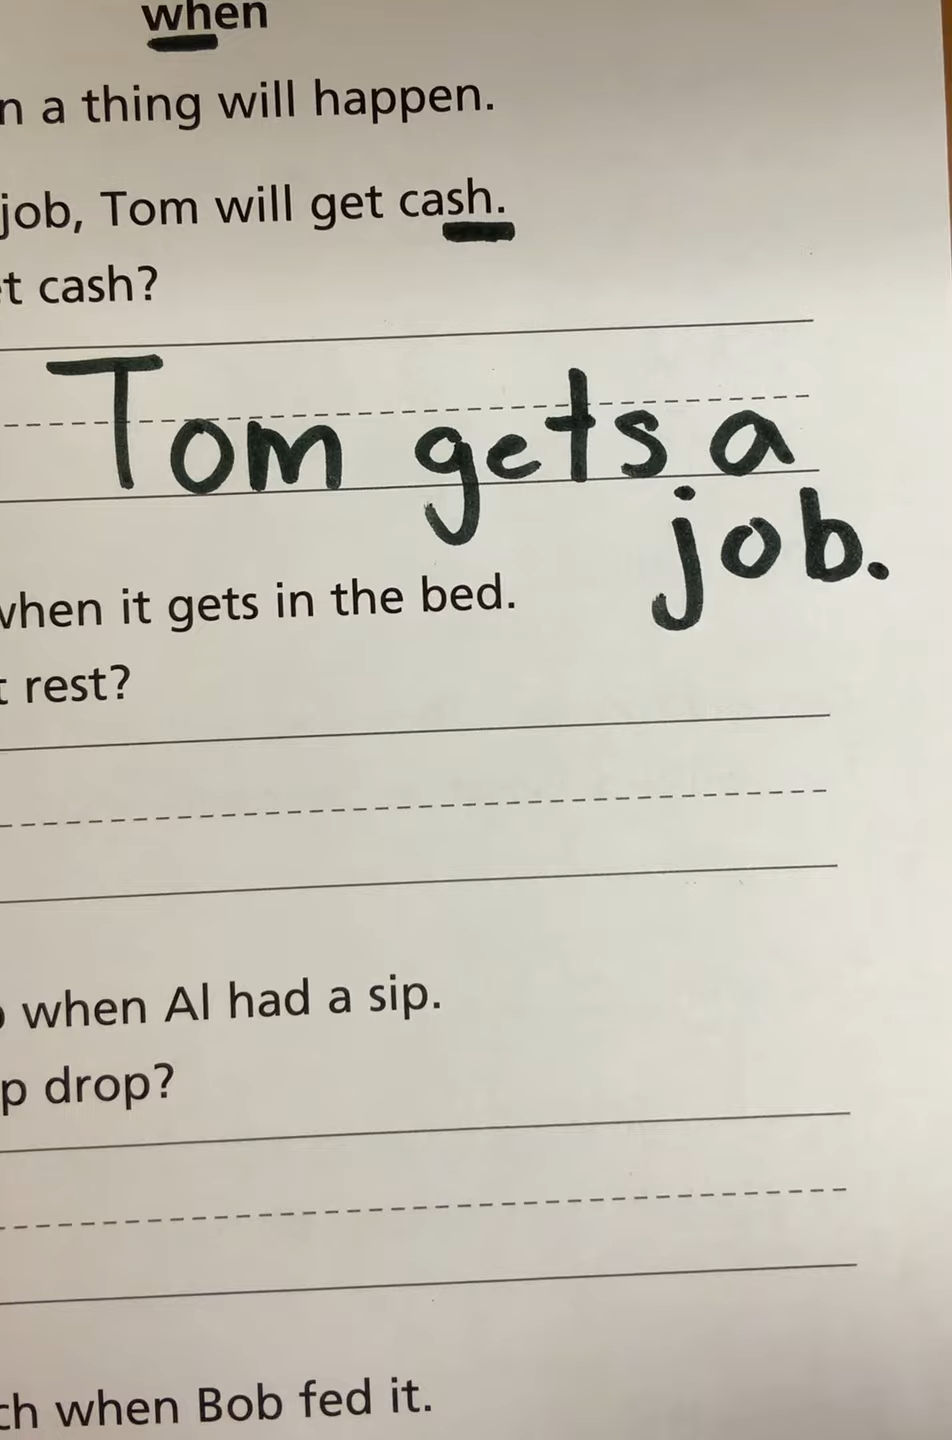 when
a thing will happen.
job, Tom will get cash.
cash?
Tom gets a
job.
when it gets in the bed.
rest?
when Al had a sip.
drop?
when Bob fed it.